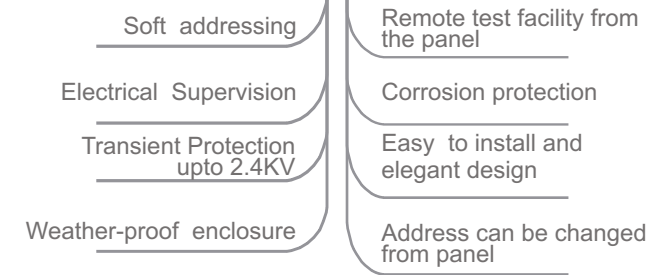 Soft addressing
Electrical Supervision
Transient Protection
upto 2.4KV
Weather-proof enclosure
Remote test facility from
the panel
Corrosion protection
Easy to install and
elegant design
Address can be changed
from panel